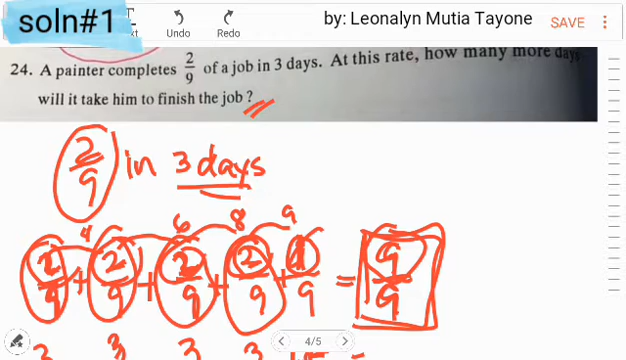 soln#1
by: Leonalyn Mutia Tayone
SAVE
Undo
Redo
24. A painter completes 2/9 of a job in 3 days. At this rate, how many more days
will it take him to finish the job?
2/9 in 3 days
4 6 8 9
2/9 + 2/9 + 2/9 + 2/9 + 1/9 = 9/9
4/5
3 3 3 3